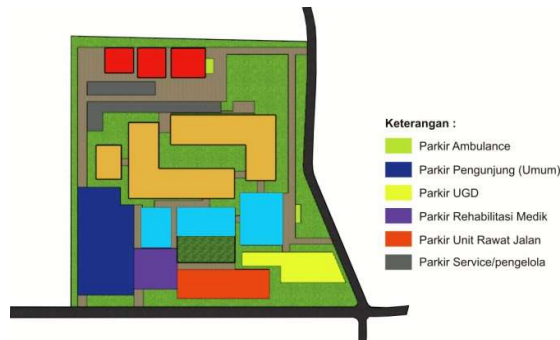 Keterangan :
Parkir Ambulance
Parkir Pengunjung (Umum)
Parkir UGD
Parkir Rehabilitasi Medik
Parkir Unit Rawat Jalan
Parkir Service/pengelola